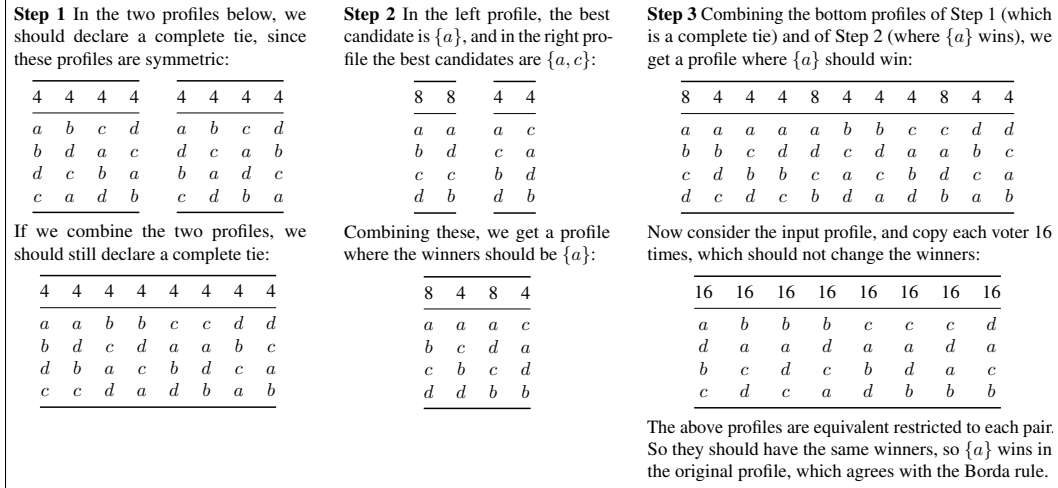 Step 1 In the two profiles below, we
should declare a complete tie, since
these profiles are symmetric:
4 4 4 4 4 4 4 4
a b c d a b c d
b d a c d c a b
d c b a b a d c
c a d b c d b a
If we combine the two profiles, we
should still declare a complete tie:
4 4 4 4 4 4 4 4
a a b b c c d d
b d c d a a b c
d b a c b d c a
c c d a d b a b
Step 2 In the left profile, the best
candidate is {a}, and in the right pro-
file the best candidates are {a, c}:
8 8 4 4
a a a c
b d c a
c c b d
d b d b
Combining these, we get a profile
where the winners should be {a}:
8 4 8 4
a a a c
b c d a
c b c d
d d b b
Step 3 Combining the bottom profiles of Step 1 (which
is a complete tie) and of Step 2 (where {a} wins), we
get a profile where {a} should win:
8 4 4 4 8 4 4 4 8 4 4
a a a a a b b c c d d
b b c d d c d a a b c
c d b b c a c b d c a
d c d c b d a d b a b
Now consider the input profile, and copy each voter 16
times, which should not change the winners:
16 16 16 16 16 16 16 16
a b b b c c c d
d a a d a a d a
b c d c b d a c
c d c a d b b b
The above profiles are equivalent restricted to each pair.
So they should have the same winners, so {a} wins in
the original profile, which agrees with the Borda rule.